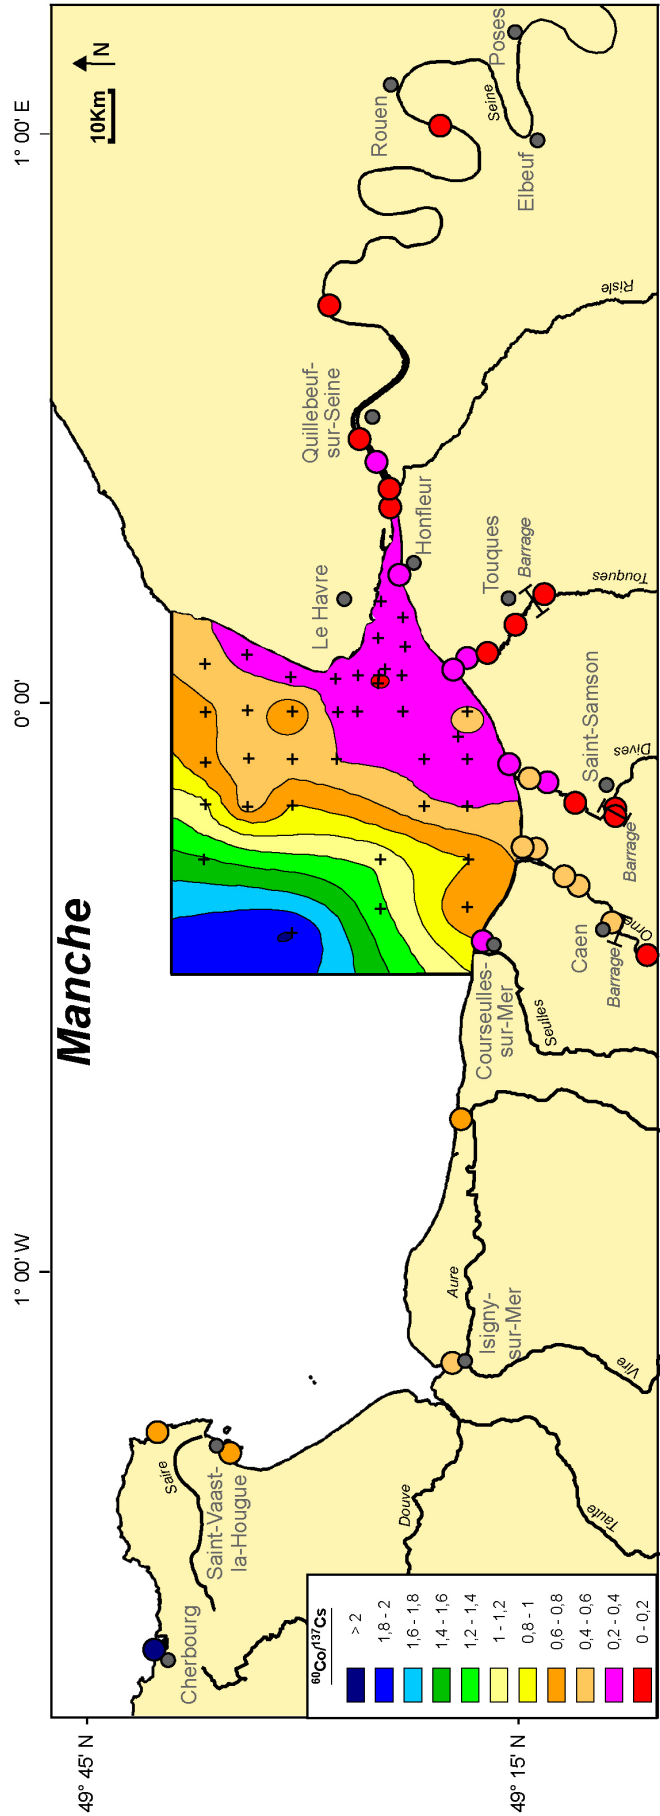 Manche
10Km
N
1° 00' W
0° 00'
1° 00' E
49° 45' N
49° 15' N
Cherbourg
Saire
Saint-Vaast-
la-Hougue
Douve
Taute
Vire
Isigny-
sur-Mer
Aure
Courseulles-
sur-Mer
Seulles
Caen
Barrage
Orne
Barrage
Dives
Saint-Samson
Touques
Barrage
Touques
Le Havre
Honfleur
Quillebeuf-
sur-Seine
Risle
Rouen
Seine
Elbeuf
Poses
⁶⁰Co/¹³⁷Cs
> 2
1,8 - 2
1,6 - 1,8
1,4 - 1,6
1,2 - 1,4
1 - 1,2
0,8 - 1
0,6 - 0,8
0,4 - 0,6
0,2 - 0,4
0 - 0,2